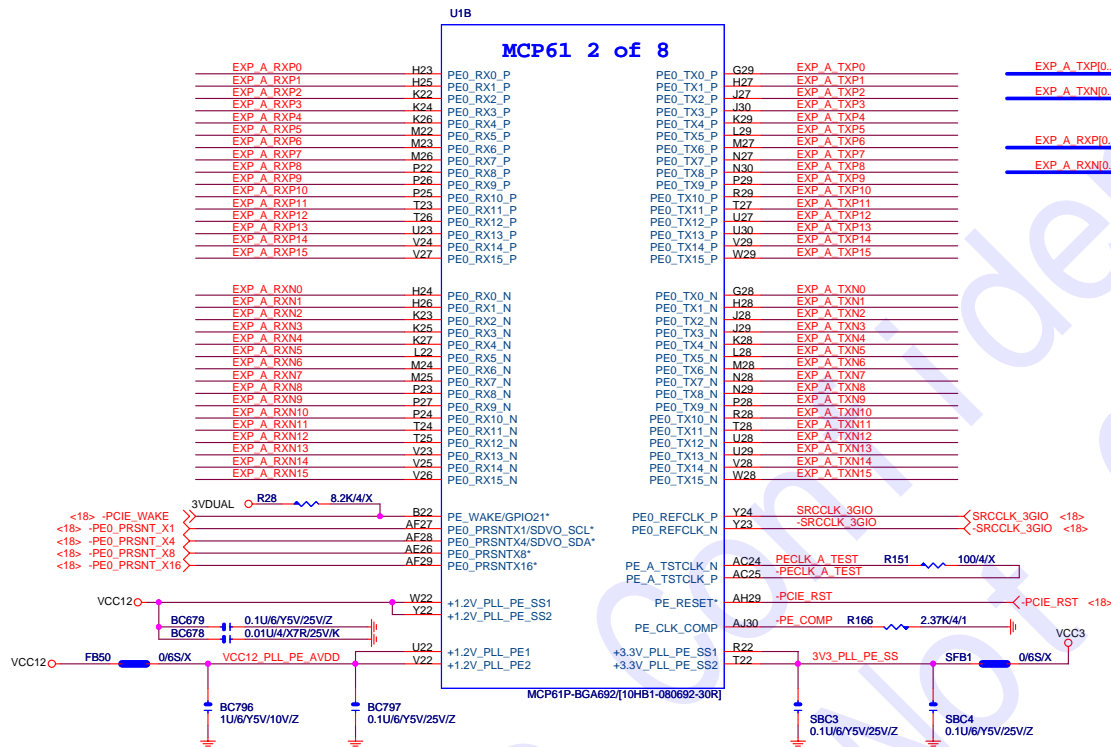 U1B
MCP61 2 of 8
EXP_A_RXP0 H23 PE0_RX0_P PE0_TX0_P G29 EXP_A_TXP0 EXP_A_TXP[0..
EXP_A_RXP1 H25 PE0_RX1_P PE0_TX1_P H27 EXP_A_TXP1
EXP_A_RXP2 K22 PE0_RX2_P PE0_TX2_P J27 EXP_A_TXP2 EXP_A_TXN[0..
EXP_A_RXP3 K24 PE0_RX3_P PE0_TX3_P J30 EXP_A_TXP3
EXP_A_RXP4 K26 PE0_RX4_P PE0_TX4_P K29 EXP_A_TXP4
EXP_A_RXP5 M22 PE0_RX5_P PE0_TX5_P L29 EXP_A_TXP5
EXP_A_RXP6 M23 PE0_RX6_P PE0_TX6_P M27 EXP_A_TXP6 EXP_A_RXP[0..
EXP_A_RXP7 M26 PE0_RX7_P PE0_TX7_P N27 EXP_A_TXP7
EXP_A_RXP8 P22 PE0_RX8_P PE0_TX8_P N30 EXP_A_TXP8 EXP_A_RXN[0..
EXP_A_RXP9 P26 PE0_RX9_P PE0_TX9_P P29 EXP_A_TXP9
EXP_A_RXP10 P25 PE0_RX10_P PE0_TX10_P R29 EXP_A_TXP10
EXP_A_RXP11 T23 PE0_RX11_P PE0_TX11_P T27 EXP_A_TXP11
EXP_A_RXP12 T26 PE0_RX12_P PE0_TX12_P U27 EXP_A_TXP12
EXP_A_RXP13 U23 PE0_RX13_P PE0_TX13_P U30 EXP_A_TXP13
EXP_A_RXP14 V24 PE0_RX14_P PE0_TX14_P V29 EXP_A_TXP14
EXP_A_RXP15 V27 PE0_RX15_P PE0_TX15_P W29 EXP_A_TXP15
EXP_A_RXN0 H24 PE0_RX0_N PE0_TX0_N G28 EXP_A_TXN0
EXP_A_RXN1 H26 PE0_RX1_N PE0_TX1_N H28 EXP_A_TXN1
EXP_A_RXN2 K23 PE0_RX2_N PE0_TX2_N J28 EXP_A_TXN2
EXP_A_RXN3 K25 PE0_RX3_N PE0_TX3_N J29 EXP_A_TXN3
EXP_A_RXN4 K27 PE0_RX4_N PE0_TX4_N K28 EXP_A_TXN4
EXP_A_RXN5 L22 PE0_RX5_N PE0_TX5_N L28 EXP_A_TXN5
EXP_A_RXN6 M24 PE0_RX6_N PE0_TX6_N M28 EXP_A_TXN6
EXP_A_RXN7 M25 PE0_RX7_N PE0_TX7_N N28 EXP_A_TXN7
EXP_A_RXN8 P23 PE0_RX8_N PE0_TX8_N N29 EXP_A_TXN8
EXP_A_RXN9 P27 PE0_RX9_N PE0_TX9_N P28 EXP_A_TXN9
EXP_A_RXN10 P24 PE0_RX10_N PE0_TX10_N R28 EXP_A_TXN10
EXP_A_RXN11 T24 PE0_RX11_N PE0_TX11_N T28 EXP_A_TXN11
EXP_A_RXN12 T25 PE0_RX12_N PE0_TX12_N U28 EXP_A_TXN12
EXP_A_RXN13 V23 PE0_RX13_N PE0_TX13_N U29 EXP_A_TXN13
EXP_A_RXN14 V25 PE0_RX14_N PE0_TX14_N V28 EXP_A_TXN14
EXP_A_RXN15 V26 PE0_RX15_N PE0_TX15_N W28 EXP_A_TXN15
3VDUAL R28 8.2K/4/X
<18> -PCIE_WAKE B22 PE_WAKE/GPIO21* PE0_REFCLK_P Y24 SRCCLK_3GIO SRCCLK_3GIO <18>
<18> -PE0_PRSNT_X1 AF27 PE0_PRSNTX1/SDVO_SCL* PE0_REFCLK_N Y23 -SRCCLK_3GIO -SRCCLK_3GIO <18>
<18> -PE0_PRSNT_X4 AF28 PE0_PRSNTX4/SDVO_SDA*
<18> -PE0_PRSNT_X8 AE26 PE0_PRSNTX8*
<18> -PE0_PRSNT_X16 AF29 PE0_PRSNTX16* PE_A_TSTCLK_N AC24 PECLK_A_TEST R151 100/4/X
PE_A_TSTCLK_P AC25 -PECLK_A_TEST
VCC12 W22 +1.2V_PLL_PE_SS1 PE_RESET* AH29 -PCIE_RST -PCIE_RST <18>
Y22 +1.2V_PLL_PE_SS2
BC679 0.1U/6/Y5V/25V/Z PE_CLK_COMP AJ30 -PE_COMP R166 2.37K/4/1
BC678 0.01U/4/X7R/25V/K VCC3
VCC12 FB50 0/6S/X VCC12_PLL_PE_AVDD U22 +1.2V_PLL_PE1 +3.3V_PLL_PE_SS1 R22 3V3_PLL_PE_SS SFB1 0/6S/X
V22 +1.2V_PLL_PE2 +3.3V_PLL_PE_SS2 T22
MCP61P-BGA692/[10HB1-080692-30R]
BC796 BC797 SBC3 SBC4
1U/6/Y5V/10V/Z 0.1U/6/Y5V/25V/Z 0.1U/6/Y5V/25V/Z 0.1U/6/Y5V/25V/Z